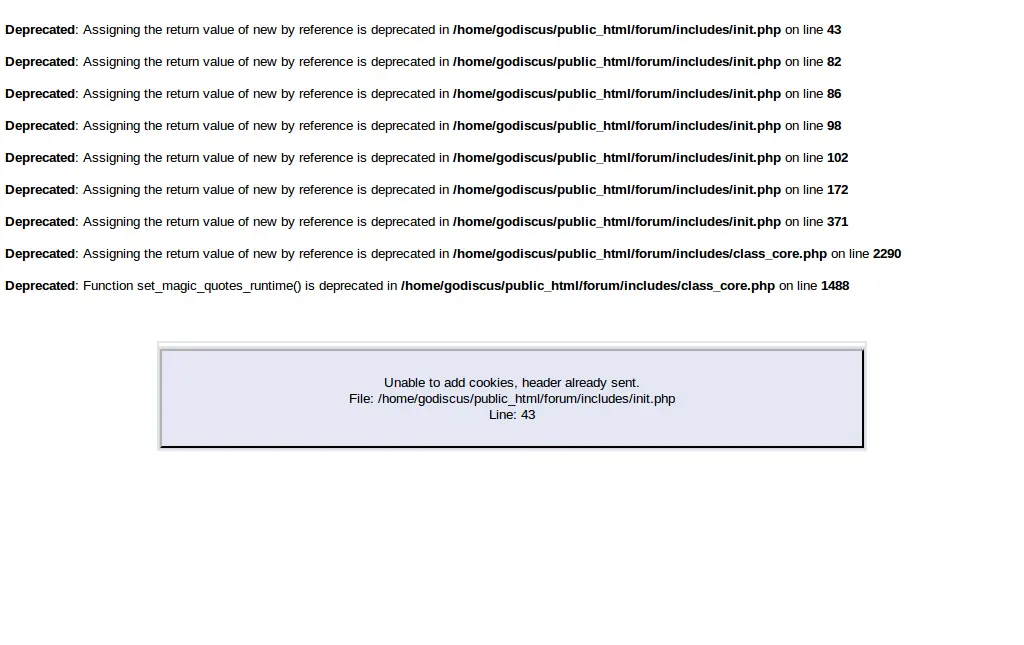 Deprecated: Assigning the return value of new by reference is deprecated in /home/godiscus/public_html/forum/includes/init.php on line 43
Deprecated: Assigning the return value of new by reference is deprecated in /home/godiscus/public_html/forum/includes/init.php on line 82
Deprecated: Assigning the return value of new by reference is deprecated in /home/godiscus/public_html/forum/includes/init.php on line 86
Deprecated: Assigning the return value of new by reference is deprecated in /home/godiscus/public_html/forum/includes/init.php on line 98
Deprecated: Assigning the return value of new by reference is deprecated in /home/godiscus/public_html/forum/includes/init.php on line 102
Deprecated: Assigning the return value of new by reference is deprecated in /home/godiscus/public_html/forum/includes/init.php on line 172
Deprecated: Assigning the return value of new by reference is deprecated in /home/godiscus/public_html/forum/includes/init.php on line 371
Deprecated: Assigning the return value of new by reference is deprecated in /home/godiscus/public_html/forum/includes/class_core.php on line 2290
Deprecated: Function set_magic_quotes_runtime() is deprecated in /home/godiscus/public_html/forum/includes/class_core.php on line 1488
Unable to add cookies, header already sent.
File: /home/godiscus/public_html/forum/includes/init.php
Line: 43